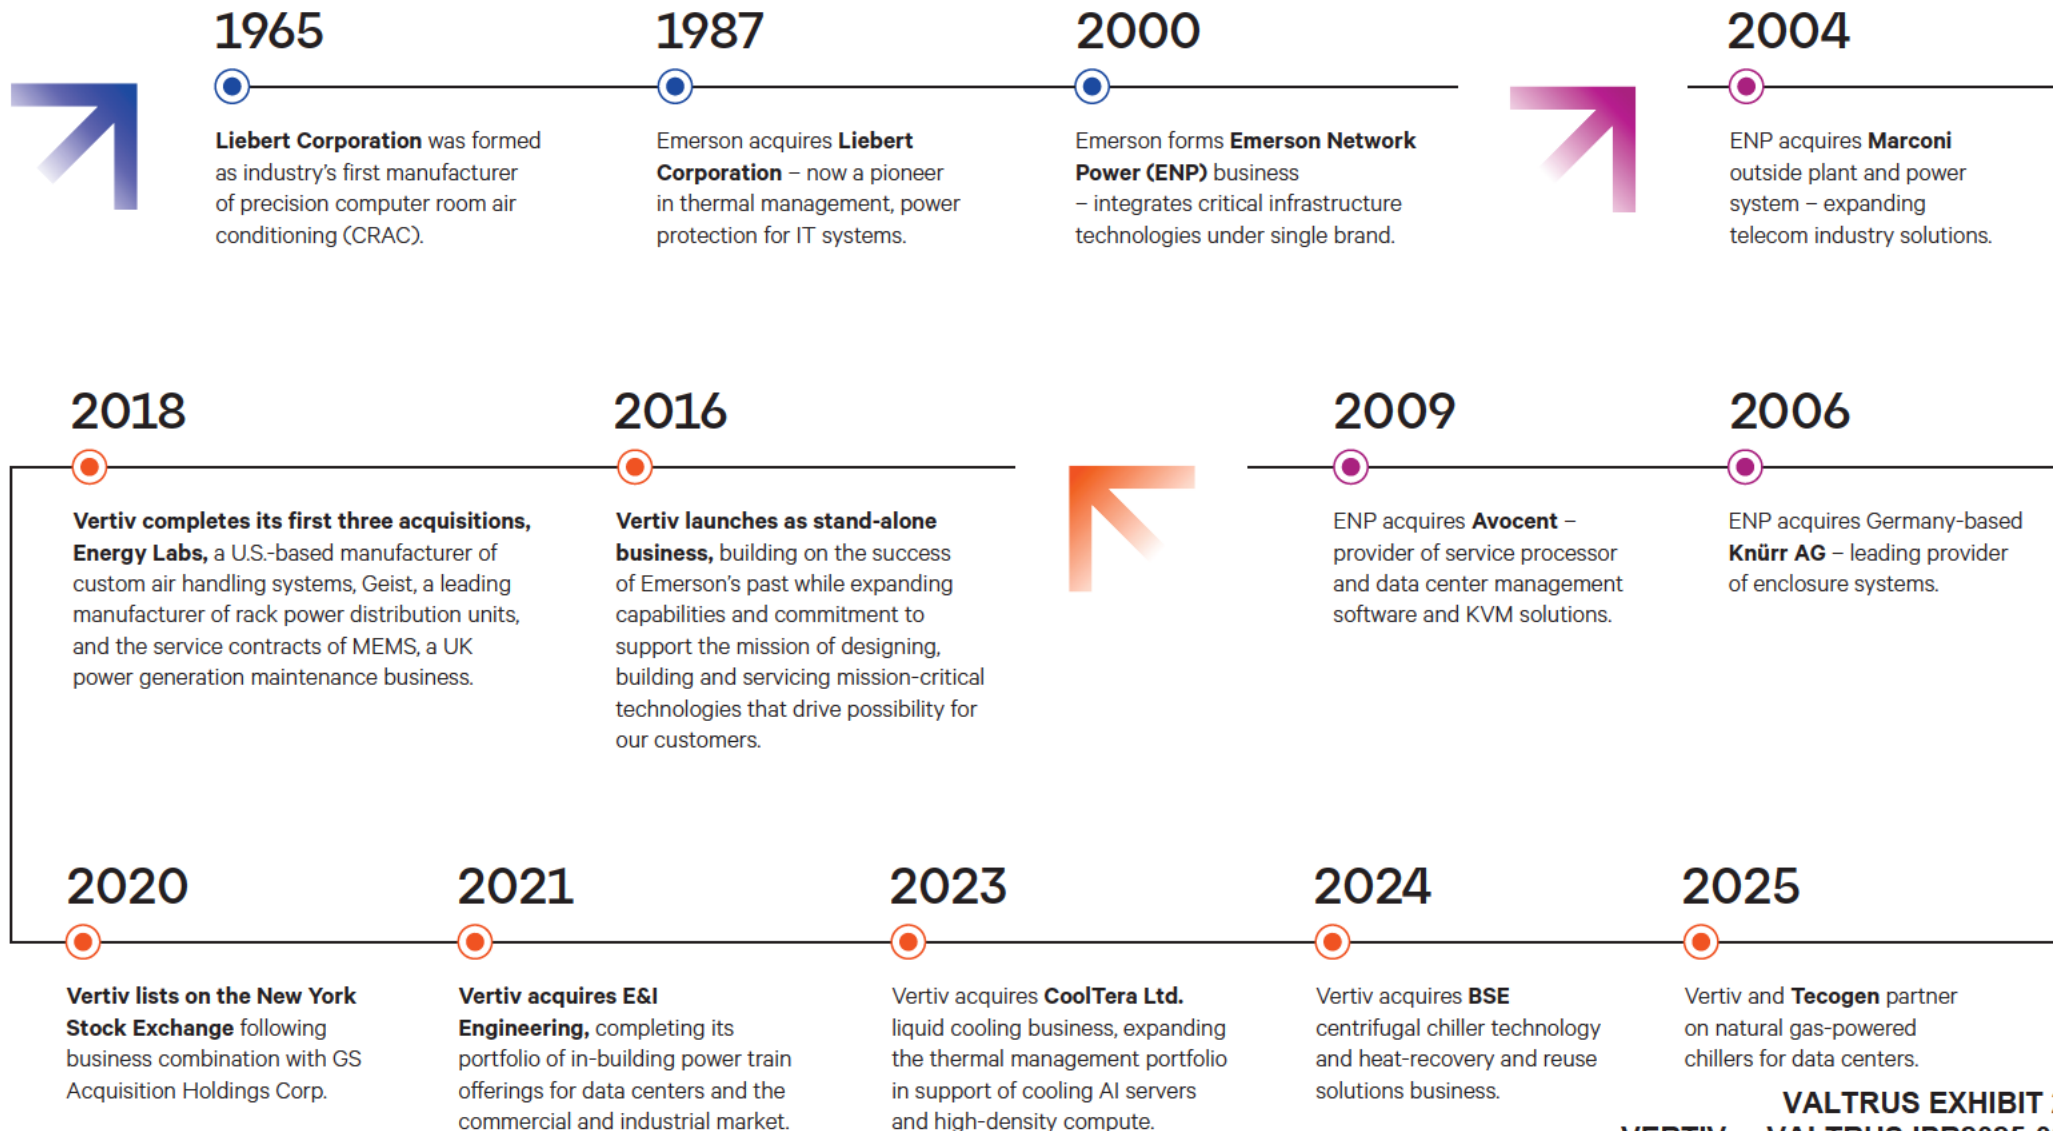 1965
Liebert Corporation was formed
as industry's first manufacturer
of precision computer room air
conditioning (CRAC).
1987
Emerson acquires Liebert
Corporation – now a pioneer
in thermal management, power
protection for IT systems.
2000
Emerson forms Emerson Network
Power (ENP) business
– integrates critical infrastructure
technologies under single brand.
2004
ENP acquires Marconi
outside plant and power
system – expanding
telecom industry solutions.
2018
Vertiv completes its first three acquisitions,
Energy Labs, a U.S.-based manufacturer of
custom air handling systems, Geist, a leading
manufacturer of rack power distribution units,
and the service contracts of MEMS, a UK
power generation maintenance business.
2016
Vertiv launches as stand-alone
business, building on the success
of Emerson's past while expanding
capabilities and commitment to
support the mission of designing,
building and servicing mission-critical
technologies that drive possibility for
our customers.
2009
ENP acquires Avocent –
provider of service processor
and data center management
software and KVM solutions.
2006
ENP acquires Germany-based
Knürr AG – leading provider
of enclosure systems.
2020
Vertiv lists on the New York
Stock Exchange following
business combination with GS
Acquisition Holdings Corp.
2021
Vertiv acquires E&I
Engineering, completing its
portfolio of in-building power train
offerings for data centers and the
commercial and industrial market.
2023
Vertiv acquires CoolTera Ltd.
liquid cooling business, expanding
the thermal management portfolio
in support of cooling AI servers
and high-density compute.
2024
Vertiv acquires BSE
centrifugal chiller technology
and heat-recovery and reuse
solutions business.
2025
Vertiv and Tecogen partner
on natural gas-powered
chillers for data centers.
VALTRUS EXHIBIT
VERTIV VALTRUS